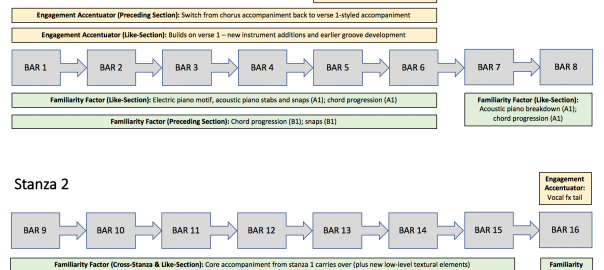 Engagement Accentuator (Preceding Section): Switch from chorus accompaniment back to verse 1-styled accompaniment
Engagement Accentuator (Like-Section): Builds on verse 1 – new instrument additions and earlier groove development
BAR 1 BAR 2 BAR 3 BAR 4 BAR 5 BAR 6 BAR 7 BAR 8
Familiarity Factor (Like-Section): Electric piano motif, acoustic piano stabs and snaps (A1); chord progression (A1)
Familiarity Factor (Preceding Section): Chord progression (B1); snaps (B1)
Familiarity Factor (Like-Section):
Acoustic piano breakdown (A1);
chord progression (A1)
Stanza 2
Engagement
Accentuator:
Vocal fx tail
BAR 9 BAR 10 BAR 11 BAR 12 BAR 13 BAR 14 BAR 15 BAR 16
Familiarity Factor (Cross-Stanza & Like-Section): Core accompaniment from stanza 1 carries over (plus new low-level textural elements)
Familiarity